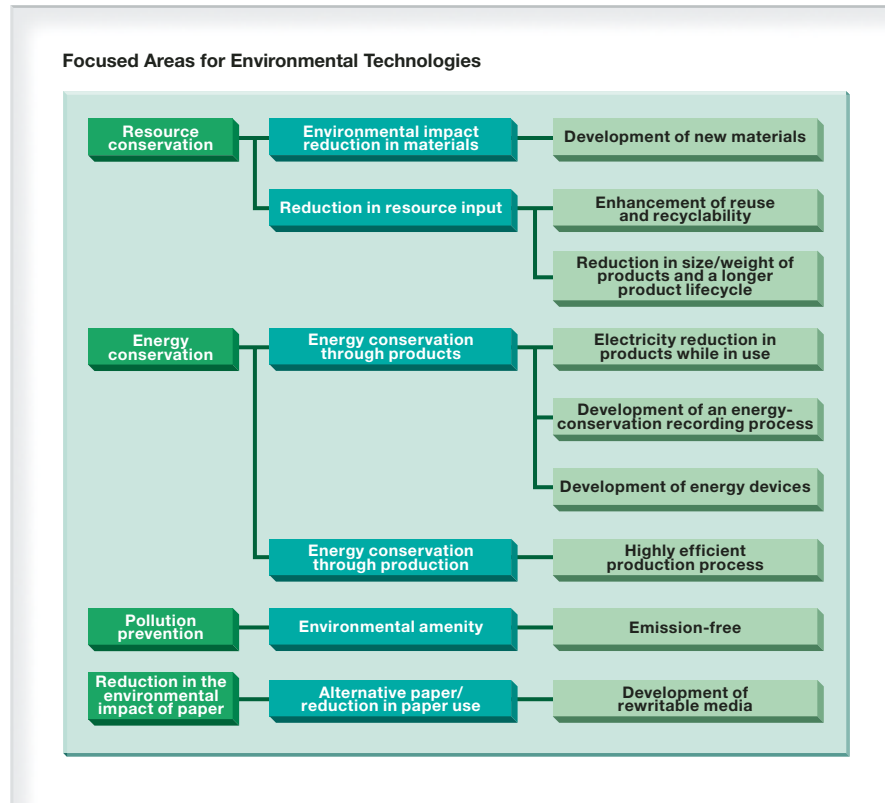 Focused Areas for Environmental Technologies
Resource
conservation
Environmental impact
reduction in materials
Development of new materials
Reduction in resource input
Enhancement of reuse
and recyclability
Reduction in size/weight of
products and a longer
product lifecycle
Energy
conservation
Energy conservation
through products
Electricity reduction in
products while in use
Development of an energy-
conservation recording process
Development of energy devices
Energy conservation
through production
Highly efficient
production process
Pollution
prevention
Environmental amenity
Emission-free
Reduction in the
environmental
impact of paper
Alternative paper/
reduction in paper use
Development of
rewritable media